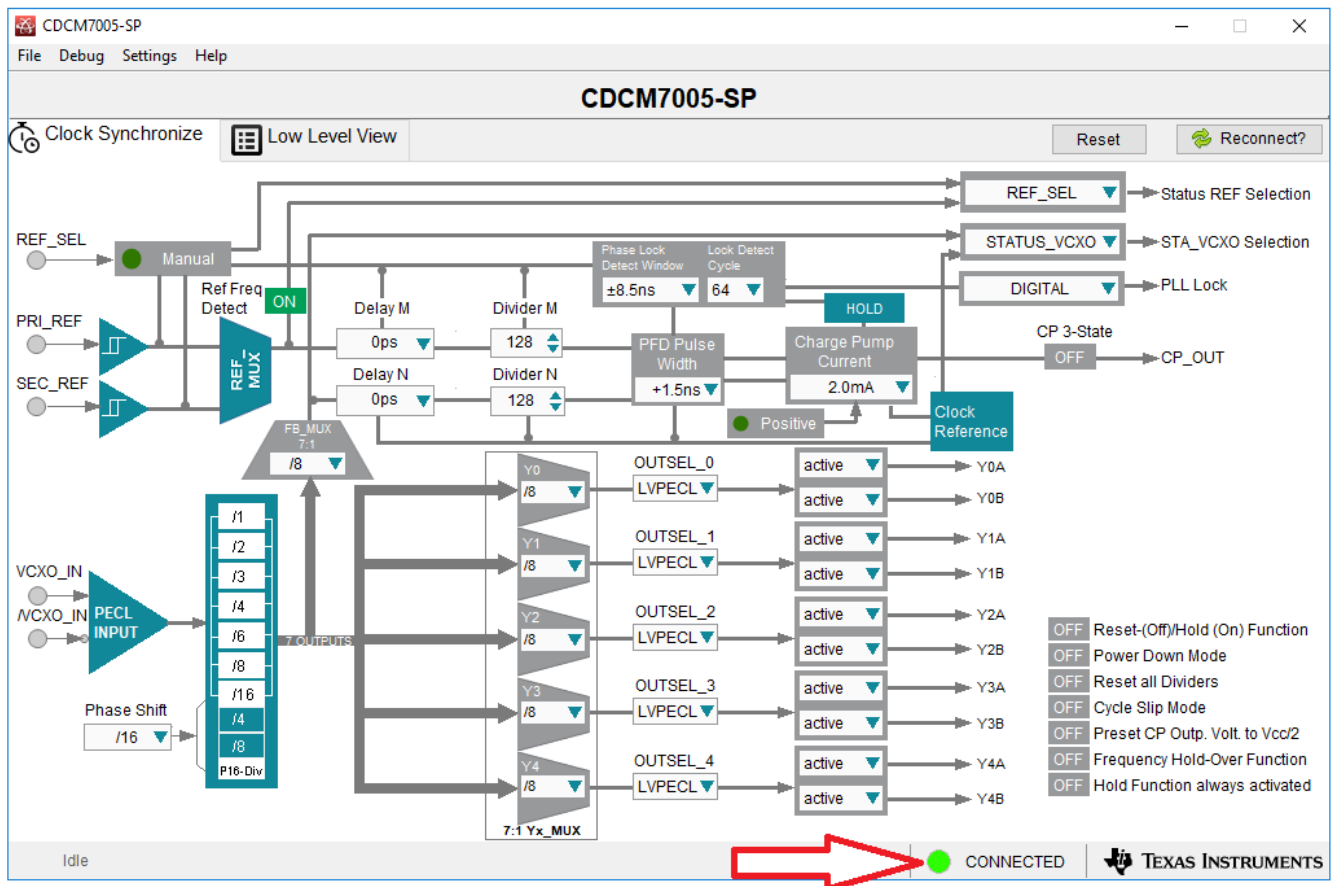 CDCM7005-SP
File Debug Settings Help
CDCM7005-SP
Clock Synchronize
Low Level View
Reset
Reconnect?
REF_SEL
Status REF Selection
REF_SEL
Manual
STATUS_VCXO
STA_VCXO Selection
Phase Lock
Detect Window
Lock Detect
Cycle
±8.5ns
64
DIGITAL
PLL Lock
Ref Freq
Detect
ON
PRI_REF
Delay M
0ps
Divider M
128
HOLD
PFD Pulse
Width
+1.5ns
Charge Pump
Current
2.0mA
CP 3-State
OFF
CP_OUT
REF_
MUX
SEC_REF
Delay N
0ps
Divider N
128
Positive
Clock
Reference
FB_MUX
7:1
/8
Y0
/8
OUTSEL_0
LVPECL
active
Y0A
active
Y0B
Y1
/8
OUTSEL_1
LVPECL
active
Y1A
active
Y1B
VCXO_IN
/VCXO_IN
PECL
INPUT
/1
/2
/3
/4
/6
/8
/16
/4
/8
P16-Div
7 OUTPUTS
Phase Shift
/16
Y2
/8
OUTSEL_2
LVPECL
active
Y2A
active
Y2B
Y3
/8
OUTSEL_3
LVPECL
active
Y3A
active
Y3B
Y4
/8
OUTSEL_4
LVPECL
active
Y4A
active
Y4B
7:1 Yx_MUX
OFF Reset-(Off)/Hold (On) Function
OFF Power Down Mode
OFF Reset all Dividers
OFF Cycle Slip Mode
OFF Preset CP Outp. Volt. to Vcc/2
OFF Frequency Hold-Over Function
OFF Hold Function always activated
Idle
CONNECTED
TEXAS INSTRUMENTS